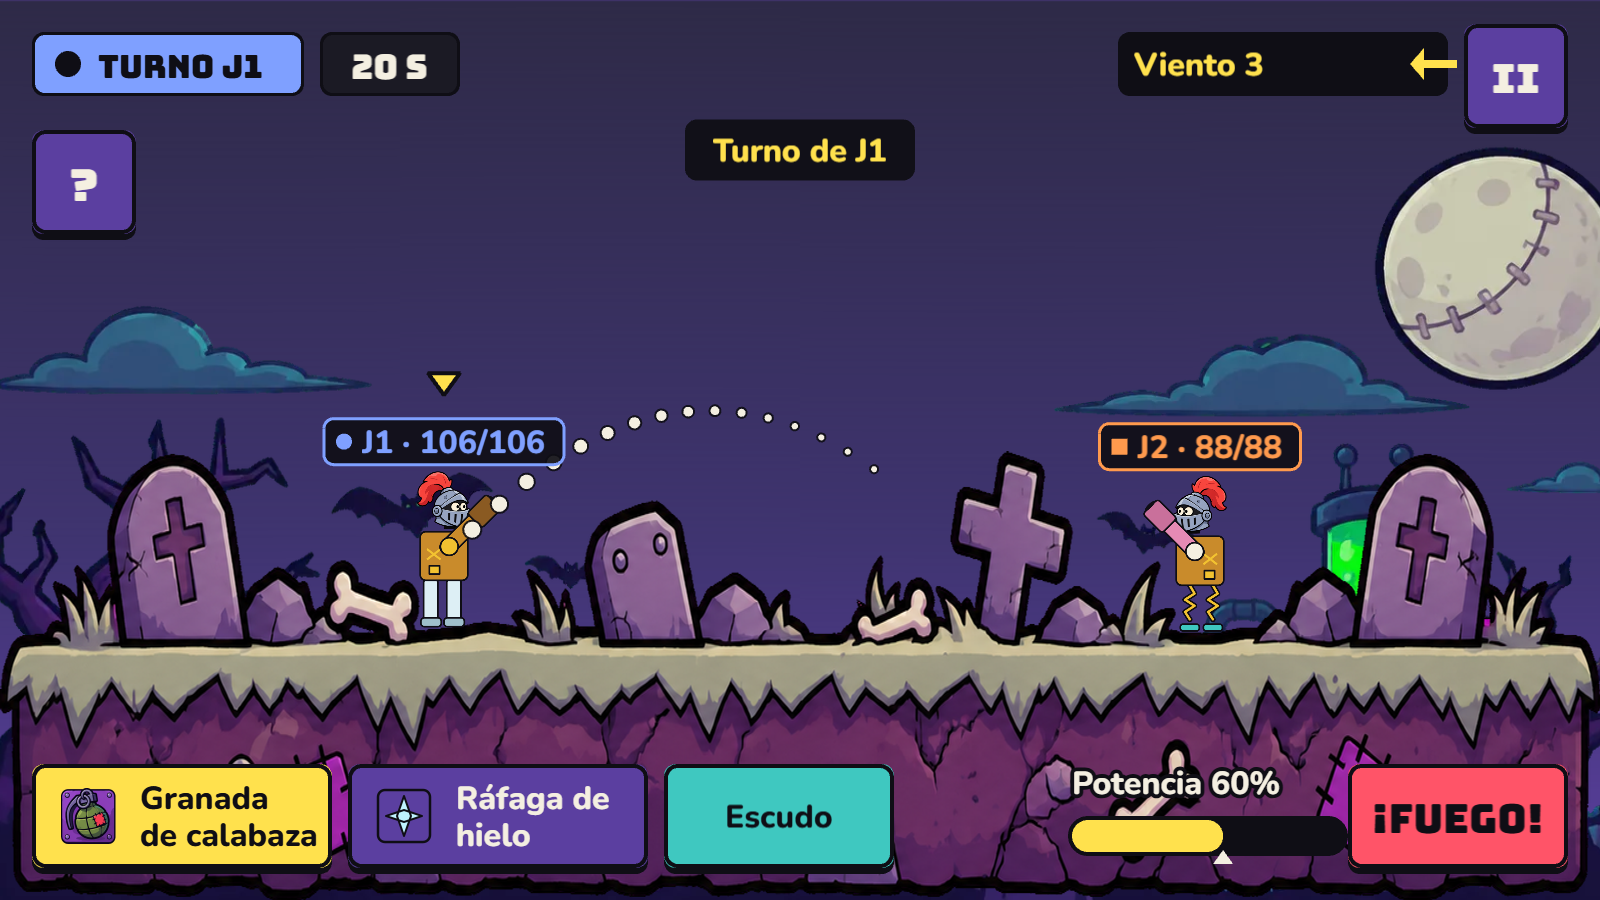 TURNO J1
20 S
Viento 3
II
?
Turno de J1
J1 · 106/106
J2 · 88/88
Granada
de calabaza
Ráfaga de
hielo
Escudo
Potencia 60%
¡FUEGO!